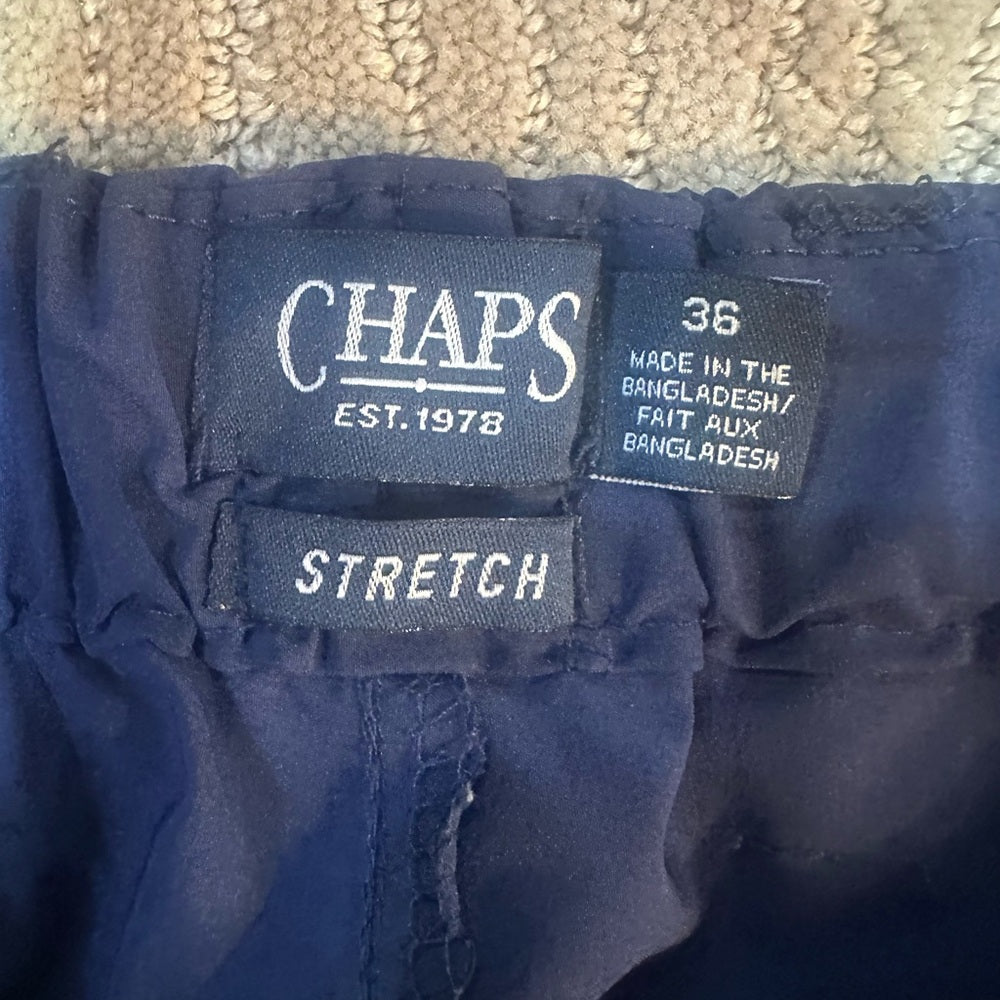 CHAPS
EST.1978
36
MADE IN THE
BANGLADESH/
FAIT AUX
BANGLADESH
STRETCH